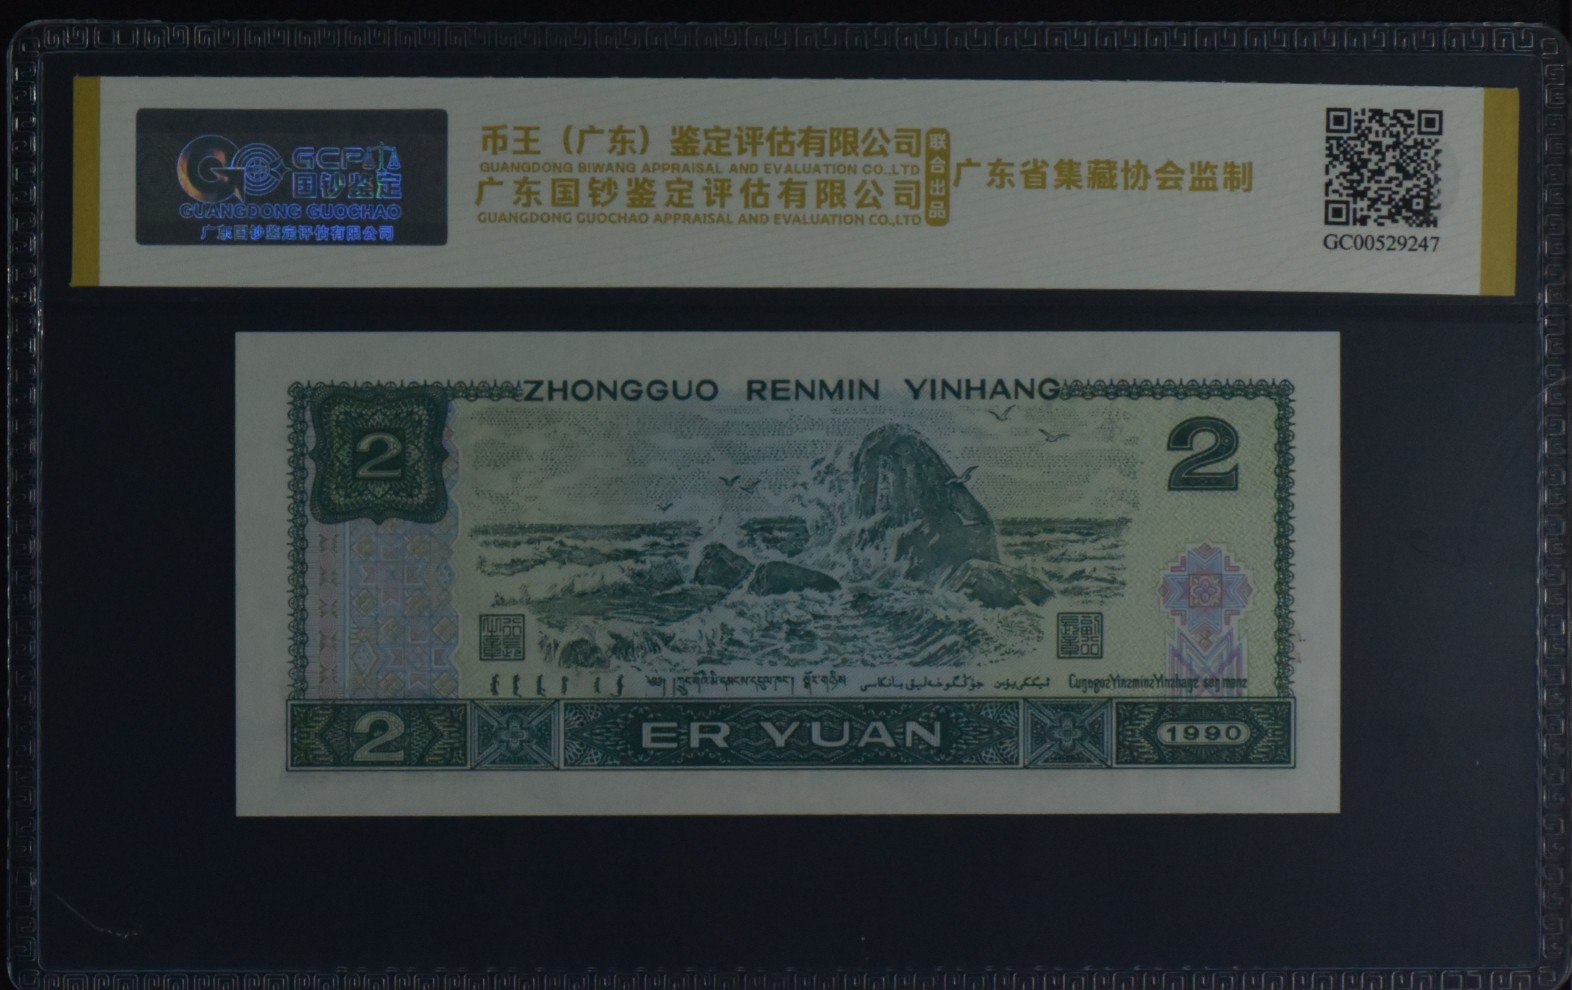 GCP
国钞鉴定
GUANGDONG GUOCHAO
广东国钞鉴定评估有限公司
币王（广东）鉴定评估有限公司
GUANGDONG BIWANG APPRAISAL AND EVALUATION CO.,LTD
广东国钞鉴定评估有限公司
GUANGDONG GUOCHAO APPRAISAL AND EVALUATION CO.,LTD
联合出品
广东省集藏协会监制
GC00529247
ZHONGGUO RENMIN YINHANG
2
2
Cuŋƅgoz Yinzminz Yinzhangz
2
ER YUAN
1990